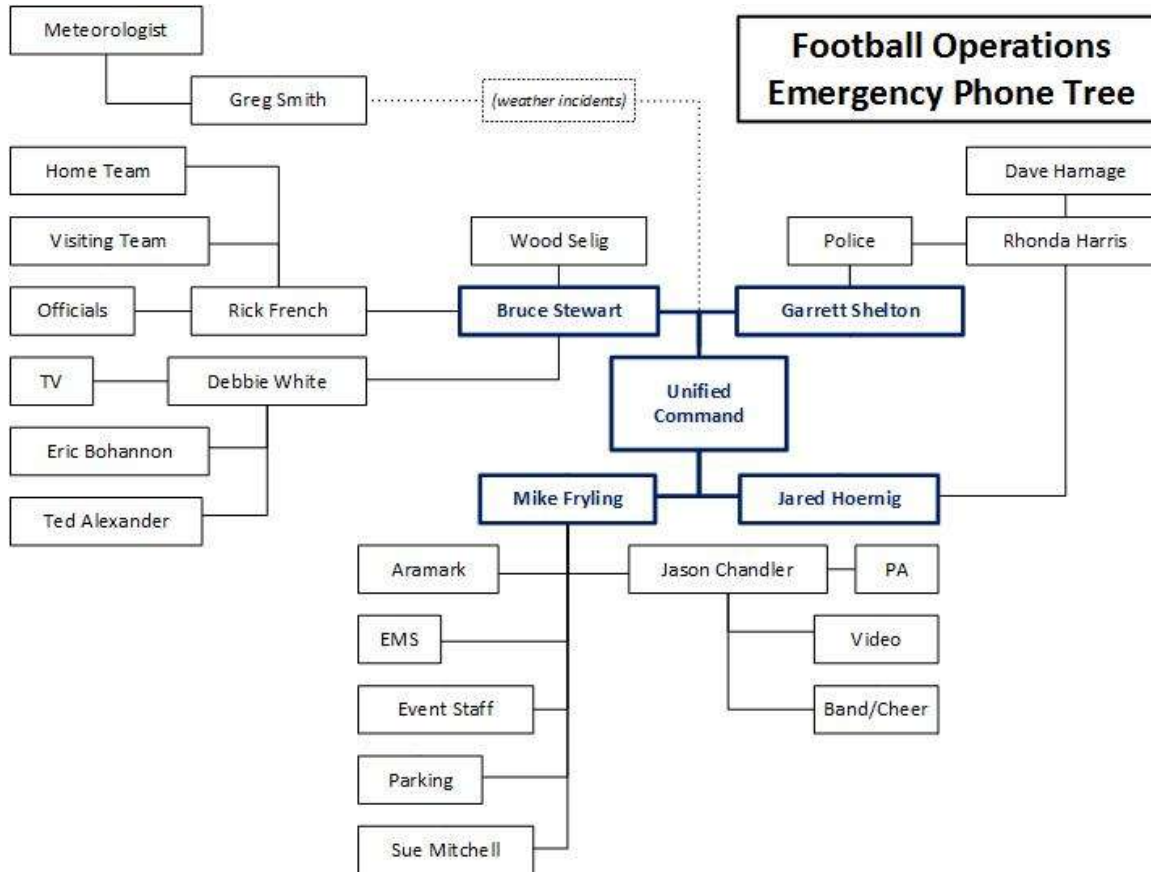 Meteorologist
Football Operations
Emergency Phone Tree
Greg Smith
(weather incidents)
Home Team
Dave Harnage
Visiting Team
Wood Selig
Police
Rhonda Harris
Officials
Rick French
Bruce Stewart
Garrett Shelton
TV
Debbie White
Unified
Command
Eric Bohannon
Mike Fryling
Jared Hoernig
Ted Alexander
Aramark
Jason Chandler
PA
EMS
Video
Event Staff
Band/Cheer
Parking
Sue Mitchell